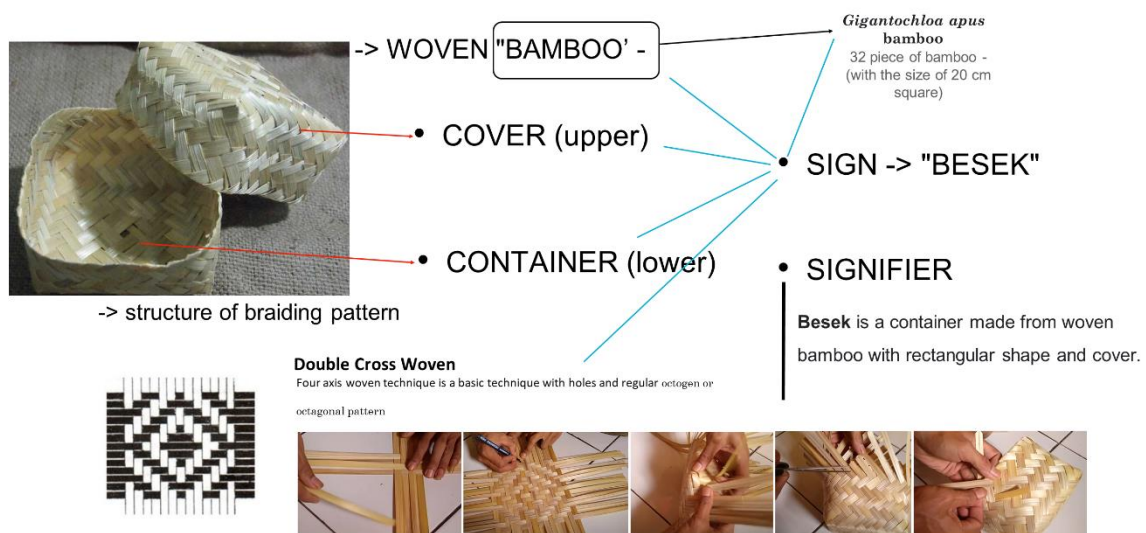 -> WOVEN "BAMBOO’ -
Gigantochloa apus
bamboo
32 piece of bamboo -
(with the size of 20 cm
square)
• COVER (upper)
• SIGN -> "BESEK"
• CONTAINER (lower)
• SIGNIFIER
-> structure of braiding pattern
Besek is a container made from woven
bamboo with rectangular shape and cover.
Double Cross Woven
Four axis woven technique is a basic technique with holes and regular octogen or
octagonal pattern